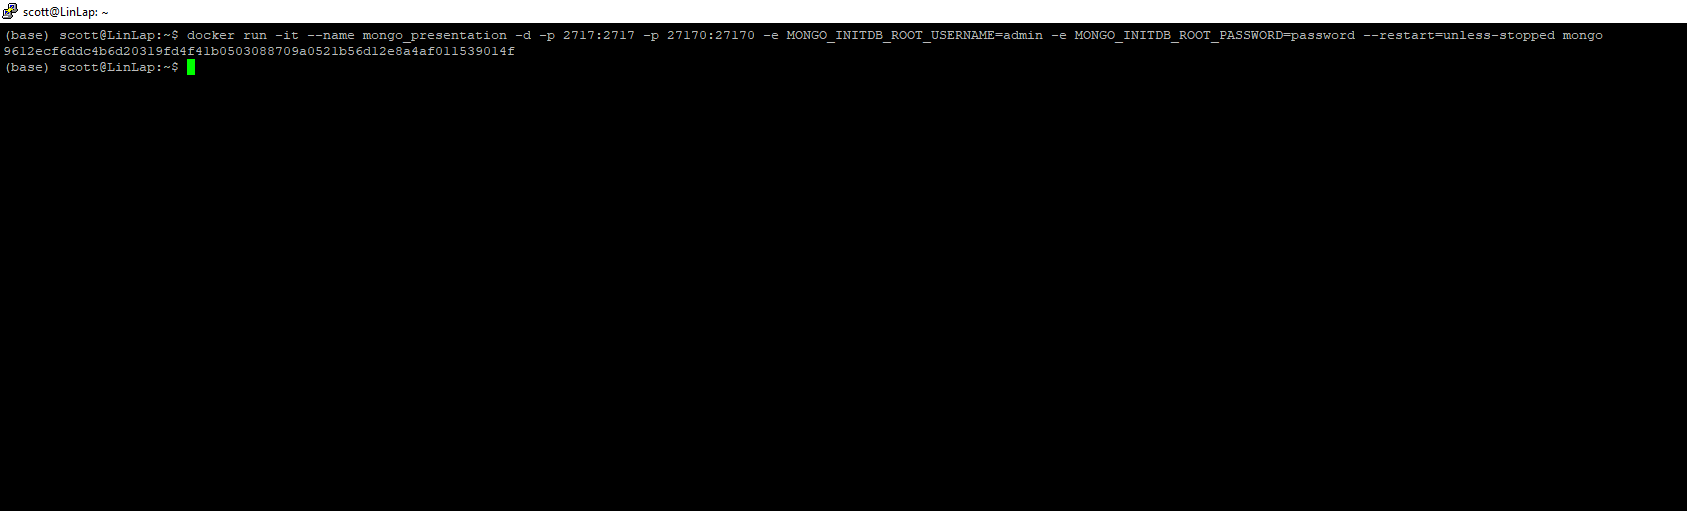 scott@LinLap: ~
(base) scott@LinLap:~$ docker run -it --name mongo_presentation -d -p 2717:2717 -p 27170:27170 -e MONGO_INITDB_ROOT_USERNAME=admin -e MONGO_INITDB_ROOT_PASSWORD=password --restart=unless-stopped mongo
9612ecf6ddc4b6d20319fd4f41b0503088709a0521b56d12e8a4af011539014f
(base) scott@LinLap:~$